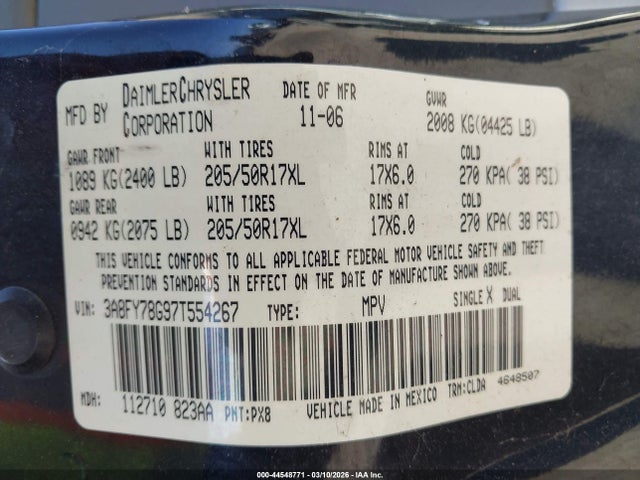 MFD BY DAIMLERCHRYSLER CORPORATION DATE OF MFR 11-06 GVWR 2008 KG(04425 LB)
GAWR FRONT WITH TIRES RIMS AT COLD
1089 KG(2400 LB) 205/50R17XL 17X6.0 270 KPA( 38 PSI)
GAWR REAR WITH TIRES RIMS AT COLD
0942 KG(2075 LB) 205/50R17XL 17X6.0 270 KPA( 38 PSI)
THIS VEHICLE CONFORMS TO ALL APPLICABLE FEDERAL MOTOR VEHICLE SAFETY AND THEFT
PREVENTION STANDARDS IN EFFECT ON THE DATE OF MANUFACTURE SHOWN ABOVE.
VIN: 3A8FY78G97T554267 TYPE: MPV SINGLE X DUAL
MDH: 112710 823AA PNT:PX8 VEHICLE MADE IN MEXICO TRM:CLDA 4648507
000-44548771 - 03/10/2026 - IAA Inc.